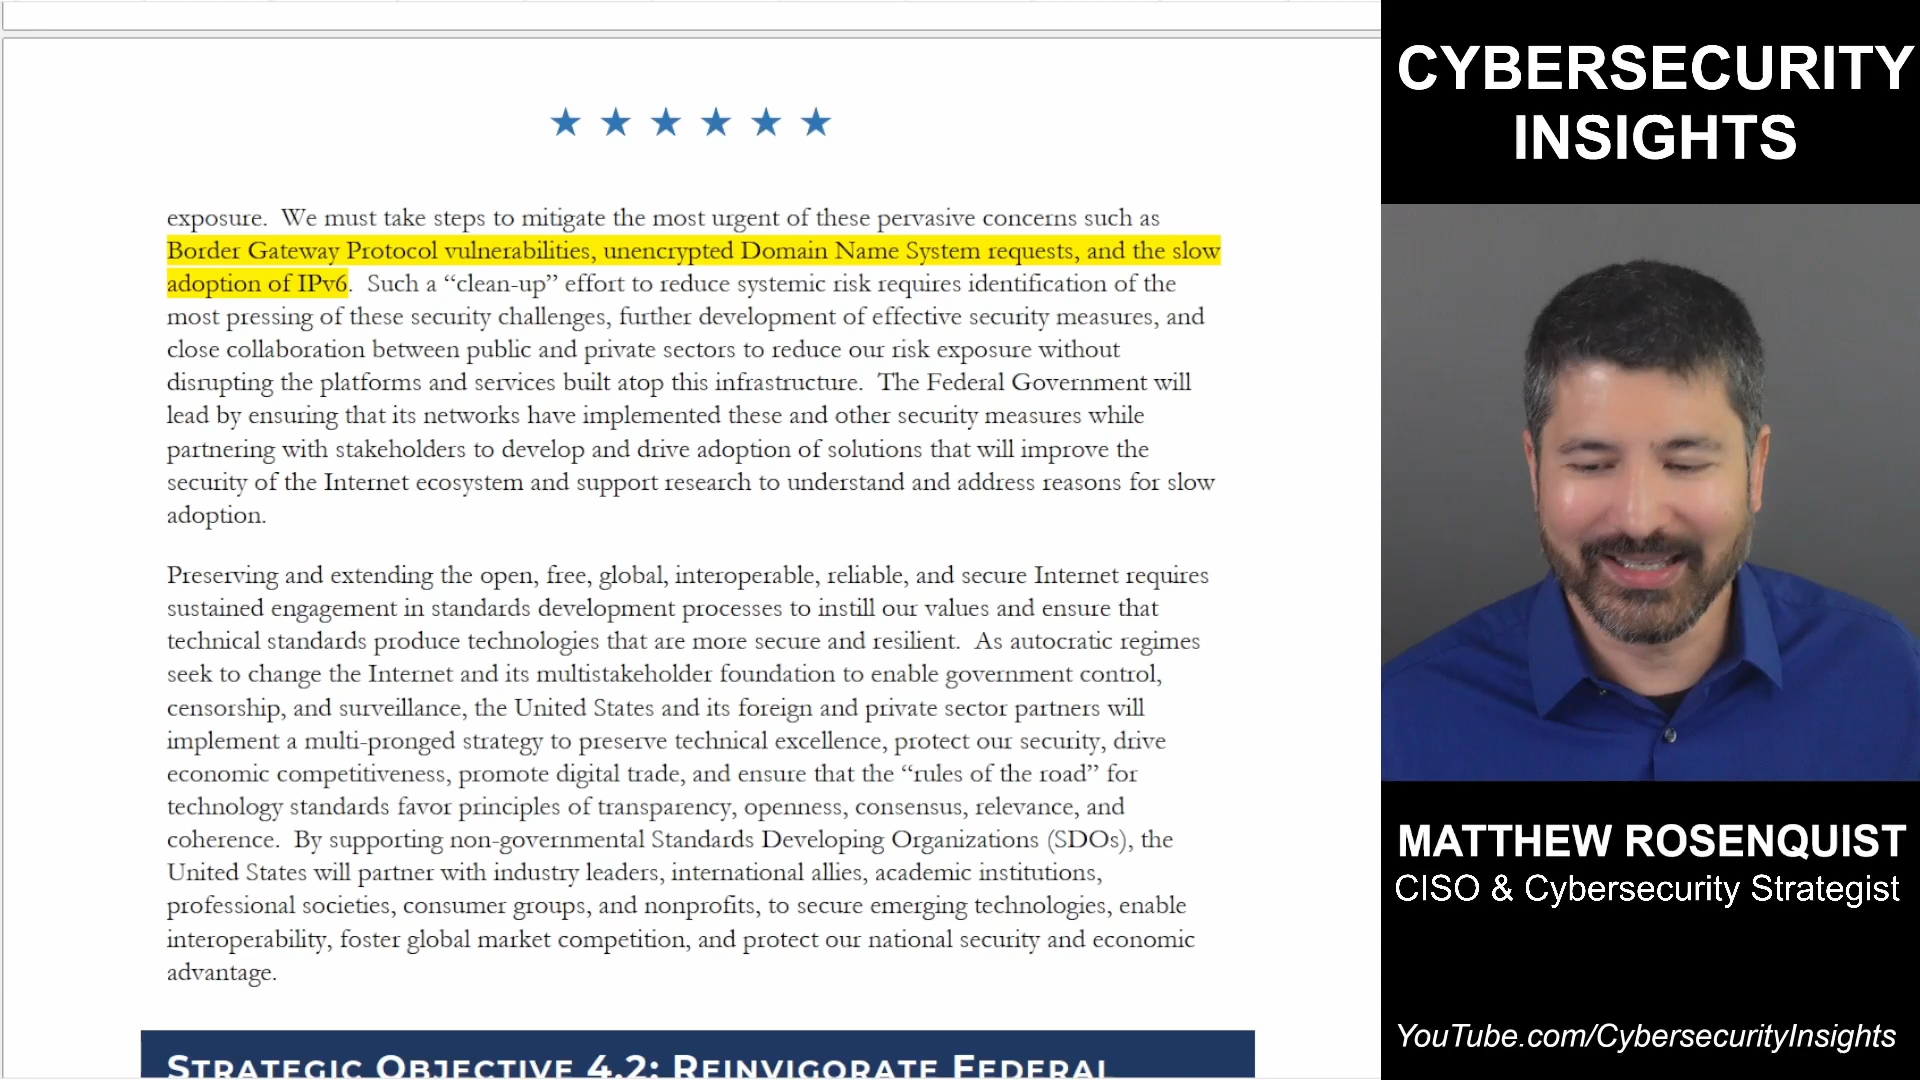 exposure. We must take steps to mitigate the most urgent of these pervasive concerns such as
Border Gateway Protocol vulnerabilities, unencrypted Domain Name System requests, and the slow
adoption of IPv6. Such a “clean-up” effort to reduce systemic risk requires identification of the
most pressing of these security challenges, further development of effective security measures, and
close collaboration between public and private sectors to reduce our risk exposure without
disrupting the platforms and services built atop this infrastructure. The Federal Government will
lead by ensuring that its networks have implemented these and other security measures while
partnering with stakeholders to develop and drive adoption of solutions that will improve the
security of the Internet ecosystem and support research to understand and address reasons for slow
adoption.
Preserving and extending the open, free, global, interoperable, reliable, and secure Internet requires
sustained engagement in standards development processes to instill our values and ensure that
technical standards produce technologies that are more secure and resilient. As autocratic regimes
seek to change the Internet and its multistakeholder foundation to enable government control,
censorship, and surveillance, the United States and its foreign and private sector partners will
implement a multi-pronged strategy to preserve technical excellence, protect our security, drive
economic competitiveness, promote digital trade, and ensure that the “rules of the road” for
technology standards favor principles of transparency, openness, consensus, relevance, and
coherence. By supporting non-governmental Standards Developing Organizations (SDOs), the
United States will partner with industry leaders, international allies, academic institutions,
professional societies, consumer groups, and nonprofits, to secure emerging technologies, enable
interoperability, foster global market competition, and protect our national security and economic
advantage.
STRATEGIC OBJECTIVE 4.2: REINVIGORATE FEDERAL
CYBERSECURITY
INSIGHTS
MATTHEW ROSENQUIST
CISO & Cybersecurity Strategist
YouTube.com/CybersecurityInsights